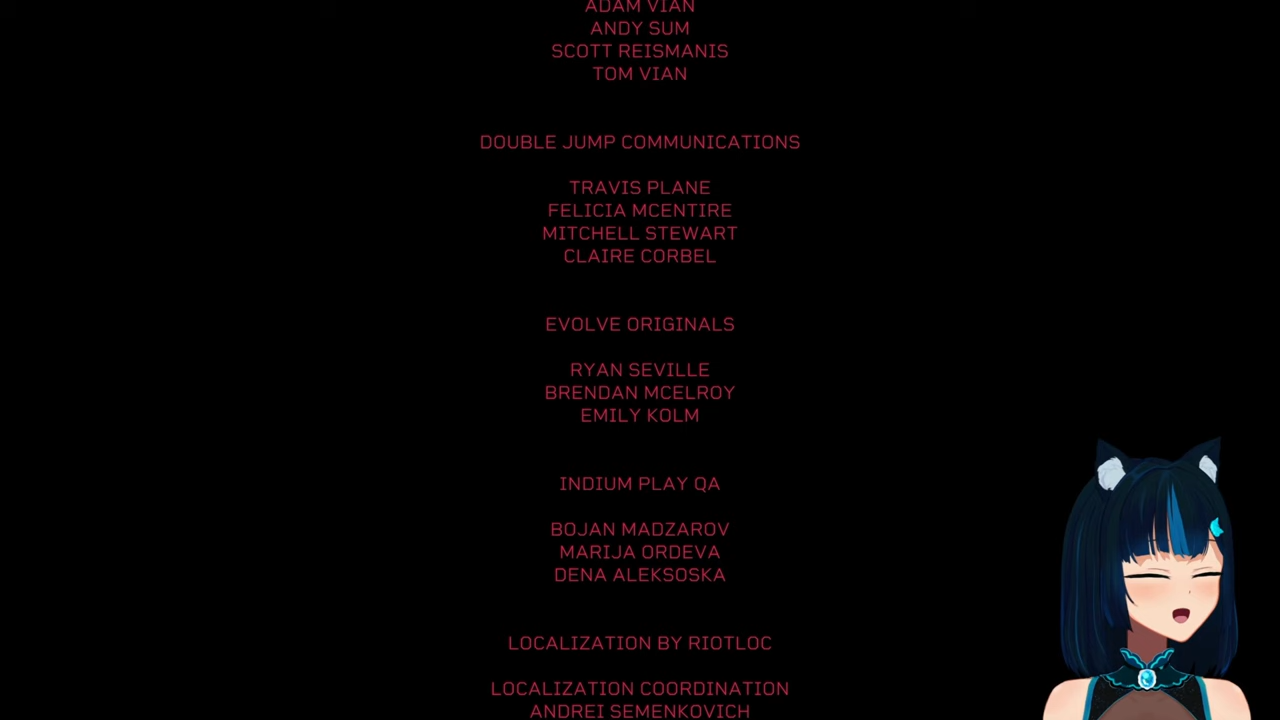 ADAM VIAN
ANDY SUM
SCOTT REISMANIS
TOM VIAN
DOUBLE JUMP COMMUNICATIONS
TRAVIS PLANE
FELICIA MCENTIRE
MITCHELL STEWART
CLAIRE CORBEL
EVOLVE ORIGINALS
RYAN SEVILLE
BRENDAN MCELROY
EMILY KOLM
INDIUM PLAY QA
BOJAN MADZAROV
MARIJA ORDEVA
DENA ALEKSOSKA
LOCALIZATION BY RIOTLOC
LOCALIZATION COORDINATION
ANDREI SEMENKOVICH